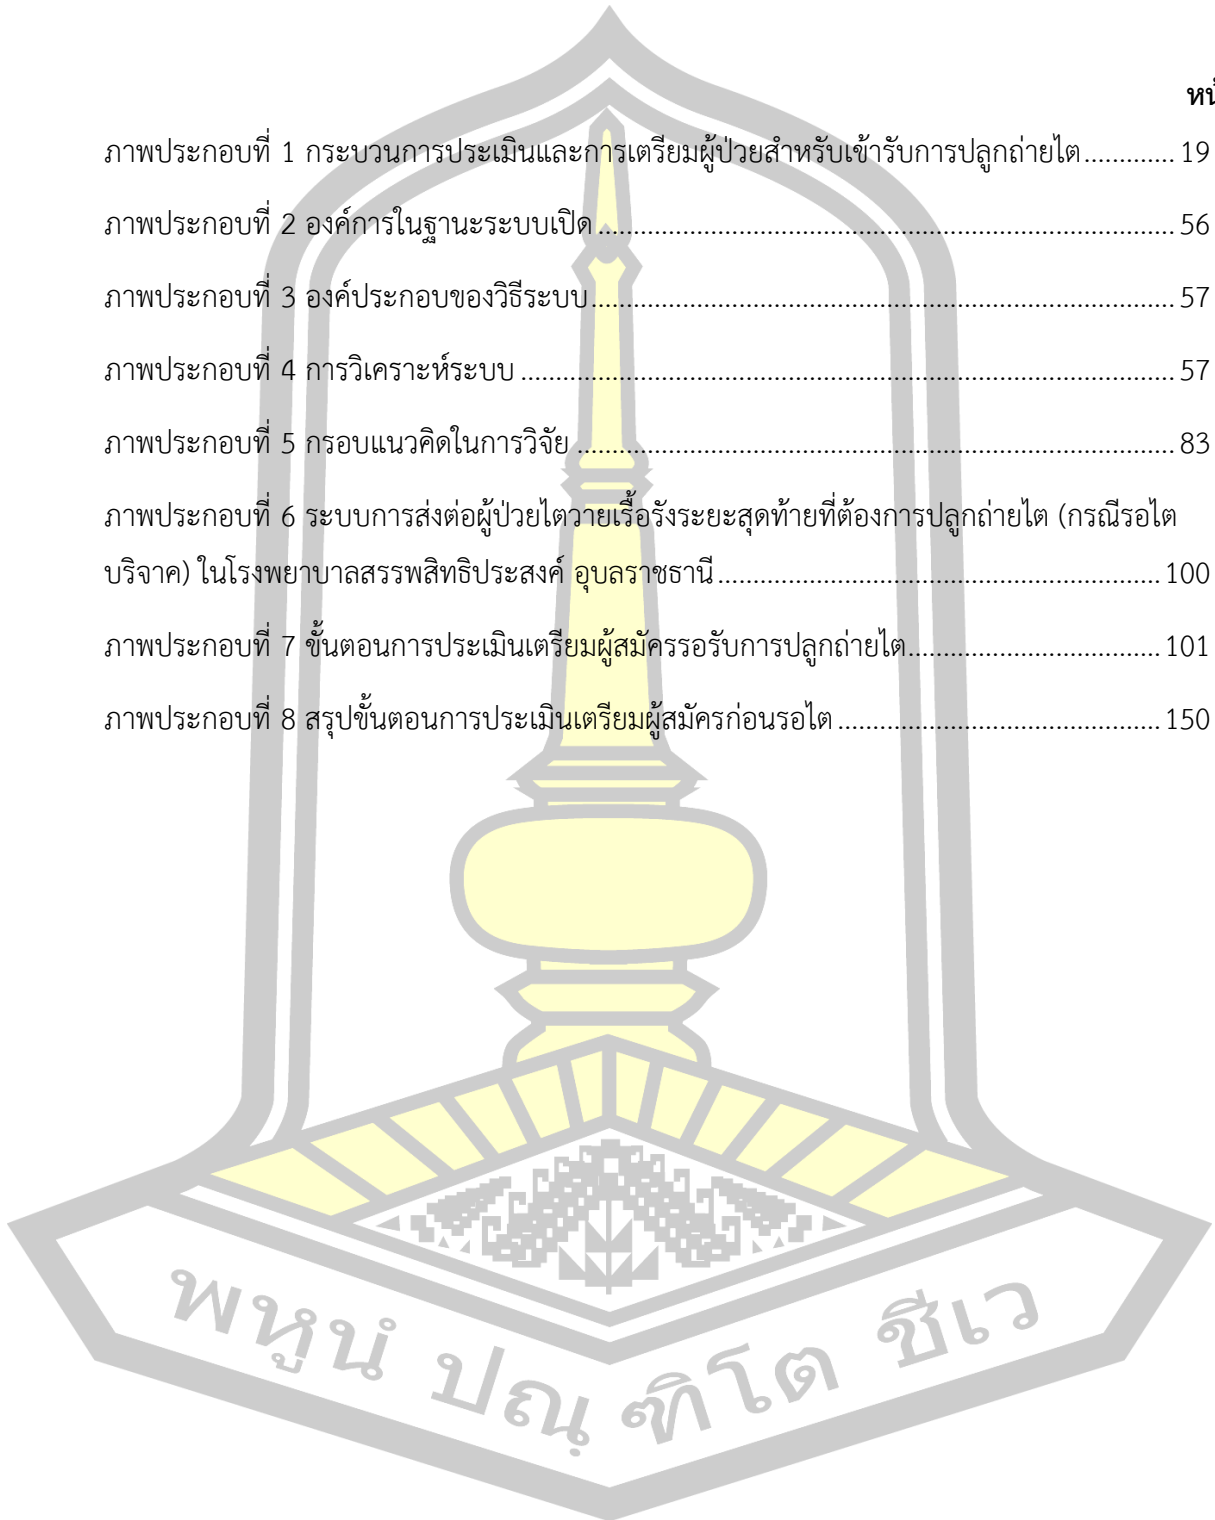 ภาพประกอบที่ 1 กระบวนการประเมินและการเตรียมผู้ป่วยสำหรับเข้ารับการปลูกถ่ายไต............. 19
ภาพประกอบที่ 2 องค์การในฐานะระบบเปิด.............................................................................. 56
ภาพประกอบที่ 3 องค์ประกอบของวิธีระบบ............................................................................... 57
ภาพประกอบที่ 4 การวิเคราะห์ระบบ ........................................................................................ 57
ภาพประกอบที่ 5 กรอบแนวคิดในการวิจัย ................................................................................ 83
ภาพประกอบที่ 6 ระบบการส่งต่อผู้ป่วยไตวายเรื้อรังระยะสุดท้ายที่ต้องการปลูกถ่ายไต (กรณีรอไต
บริจาค) ในโรงพยาบาลสรรพสิทธิประสงค์ อุบลราชธานี............................................................ 100
ภาพประกอบที่ 7 ขั้นตอนการประเมินเตรียมผู้สมัครรอรับการปลูกถ่ายไต.................................. 101
ภาพประกอบที่ 8 สรุปขั้นตอนการประเมินเตรียมผู้สมัครก่อนรอไต ........................................... 150
พหูนํ ปณฺฑิโต ชีเว